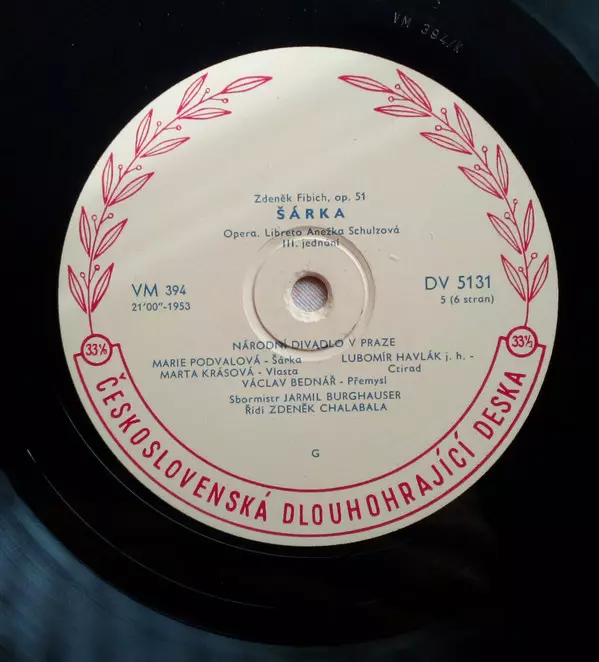 VM 394/K
Zdeněk Fibich, op. 51
ŠÁRKA
Opera. Libreto Anežka Schulzová
III. jednání
VM 394
21'00"-1953
DV 5131
5 (6 stran)
NÁRODNÍ DIVADLO V PRAZE
MARIE PODVALOVÁ - Šárka
LUBOMÍR HAVLÁK j. h. -
MARTA KRÁSOVÁ - Vlasta
Ctirad
VÁCLAV BEDNÁŘ - Přemysl
Sbormistr JARMIL BURGHAUSER
Řídí ZDENĚK CHALABALA
G
33⅓
33⅓
ČESKOSLOVENSKÁ DLOUHOHRAJÍCÍ DESKA